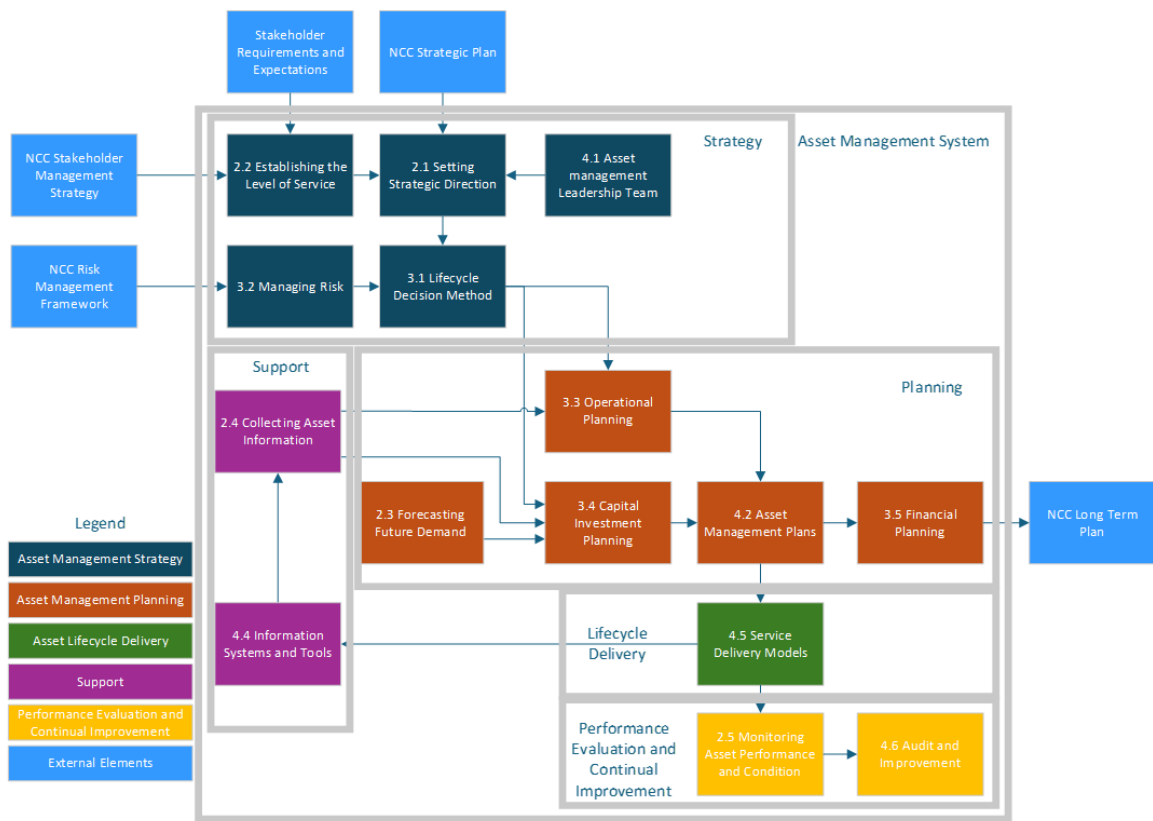 Stakeholder
Requirements and
Expectations
NCC Strategic Plan
Strategy
Asset Management System
NCC Stakeholder
Management
Strategy
2.2 Establishing the
Level of Service
2.1 Setting
Strategic Direction
4.1 Asset
management
Leadership Team
NCC Risk
Management
Framework
3.2 Managing Risk
3.1 Lifecycle
Decision Method
Support
Planning
2.4 Collecting Asset
Information
3.3 Operational
Planning
2.3 Forecasting
Future Demand
3.4 Capital
Investment
Planning
4.2 Asset
Management Plans
3.5 Financial
Planning
NCC Long Term
Plan
Legend
Asset Management Strategy
Asset Management Planning
Asset Lifecycle Delivery
Support
Performance Evaluation and
Continual Improvement
External Elements
4.4 Information
Systems and Tools
Lifecycle
Delivery
4.5 Service
Delivery Models
Performance
Evaluation and
Continual
Improvement
2.5 Monitoring
Asset Performance
and Condition
4.6 Audit and
Improvement